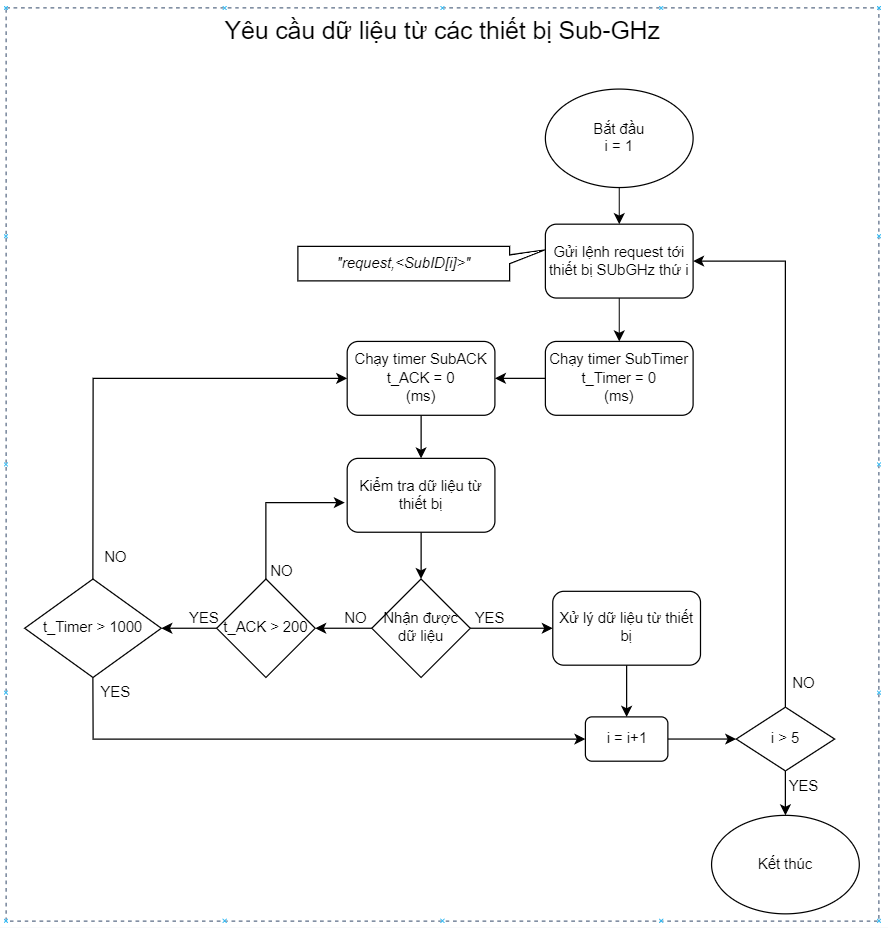 Yêu cầu dữ liệu từ các thiết bị Sub-GHz
Bắt đầu
i = 1
Gửi lệnh request tới
thiết bị SUbGHz thứ i
"request,<SubID[i]>"
Chạy timer SubACK
t_ACK = 0
(ms)
Chạy timer SubTimer
t_Timer = 0
(ms)
Kiểm tra dữ liệu từ
thiết bị
NO
NO
t_Timer > 1000
YES
t_ACK > 200
NO
Nhận được
dữ liệu
YES
Xử lý dữ liệu từ thiết
bị
YES
NO
i = i+1
i > 5
YES
Kết thúc